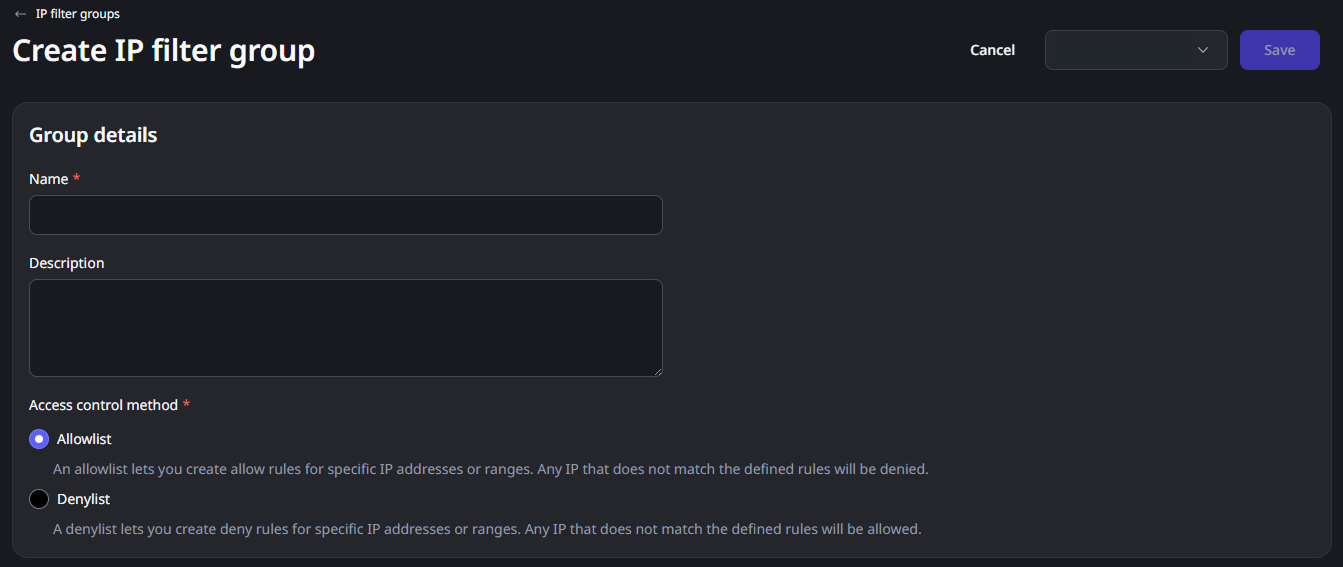 ← IP filter groups
Create IP filter group
Cancel
Save
Group details
Name *
Description
Access control method *
Allowlist
An allowlist lets you create allow rules for specific IP addresses or ranges. Any IP that does not match the defined rules will be denied.
Denylist
A denylist lets you create deny rules for specific IP addresses or ranges. Any IP that does not match the defined rules will be allowed.